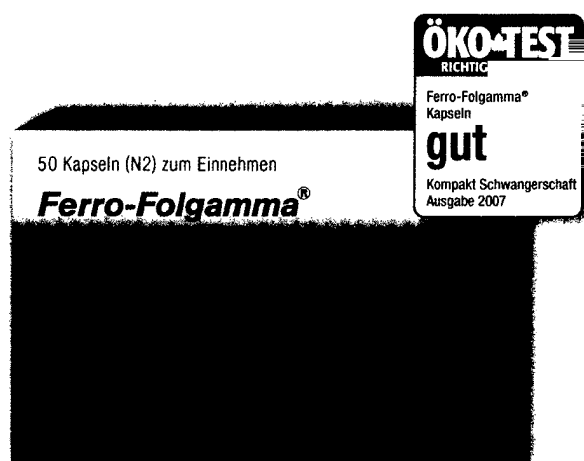 ÖKO-TEST
RICHTIG
Ferro-Folgamma®
Kapseln
gut
Kompakt Schwangerschaft
Ausgabe 2007
50 Kapseln (N2) zum Einnehmen
Ferro-Folgamma®